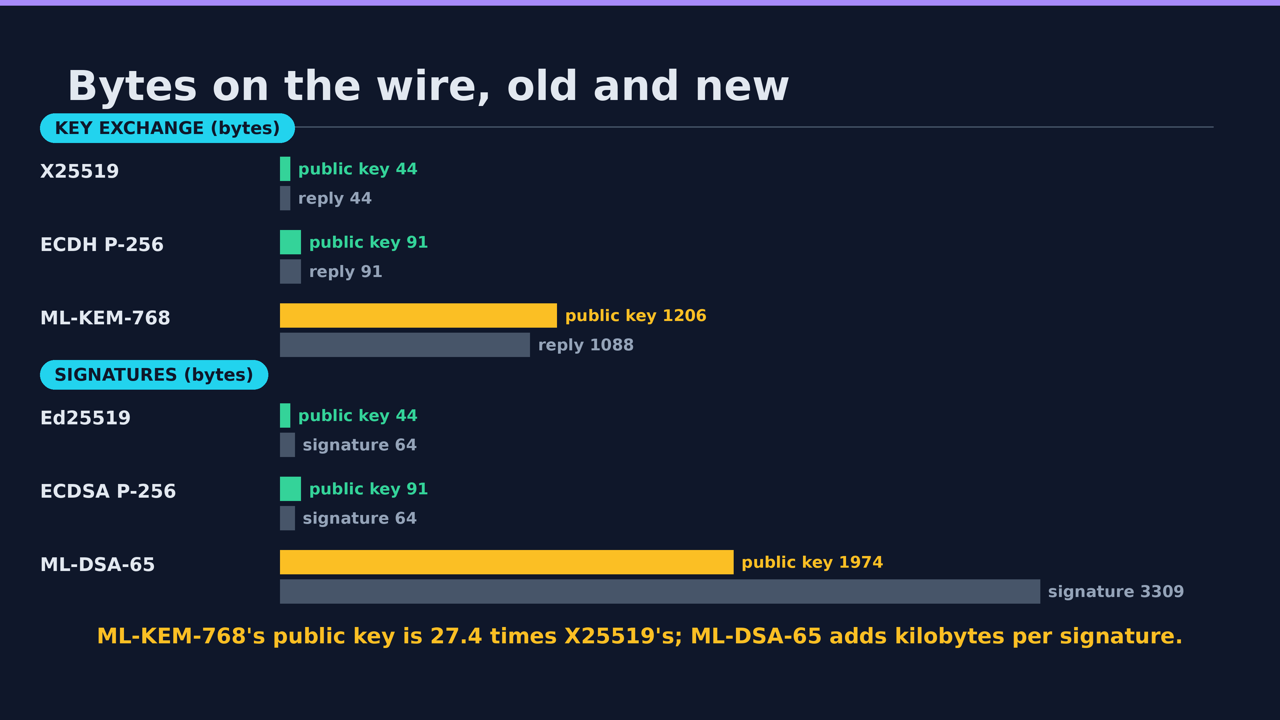 Bytes on the wire, old and new
KEY EXCHANGE (bytes)
X25519
public key 44
reply 44
ECDH P-256
public key 91
reply 91
ML-KEM-768
public key 1206
reply 1088
SIGNATURES (bytes)
Ed25519
public key 44
signature 64
ECDSA P-256
public key 91
signature 64
ML-DSA-65
public key 1974
signature 3309
ML-KEM-768's public key is 27.4 times X25519's; ML-DSA-65 adds kilobytes per signature.